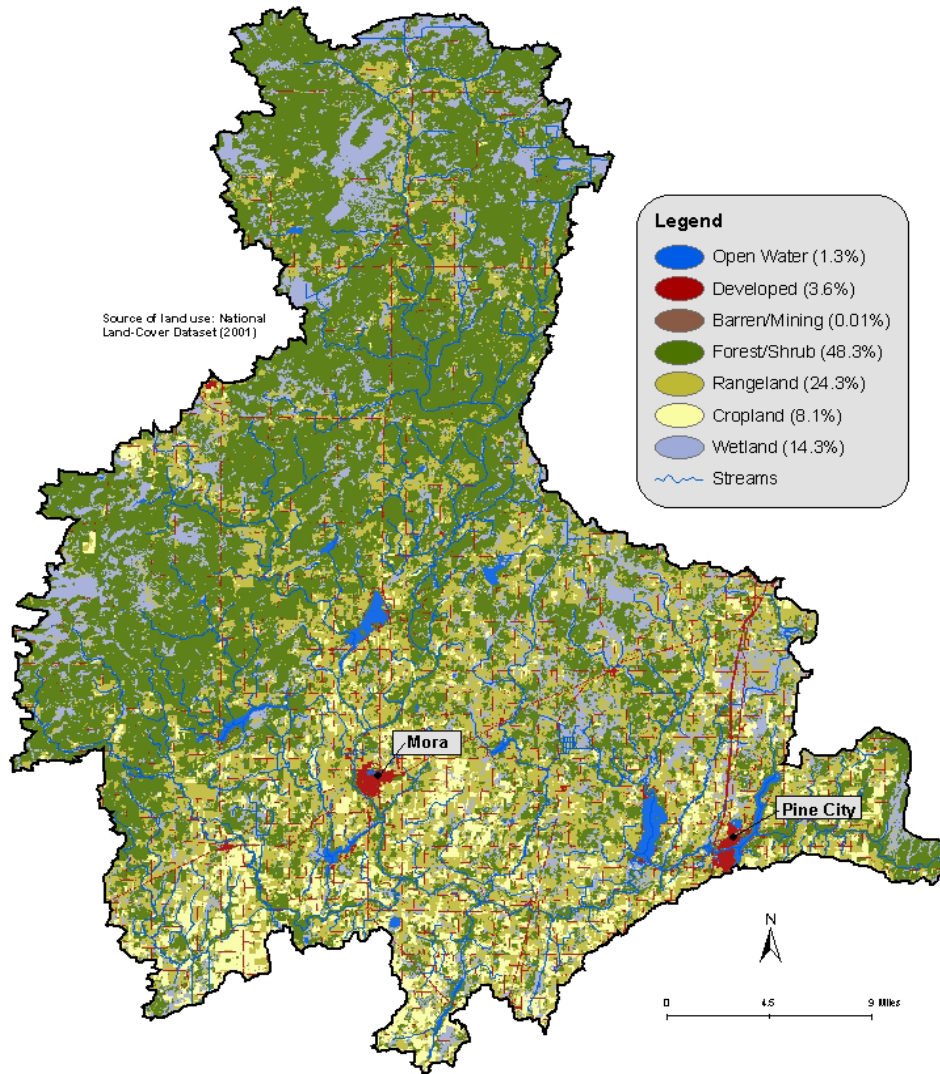 Legend
Open Water (1.3%)
Developed (3.6%)
Barren/Mining (0.01%)
Forest/Shrub (48.3%)
Rangeland (24.3%)
Cropland (8.1%)
Wetland (14.3%)
Streams
Source of land use: National
Land-Cover Dataset (2001)
Mora
Pine City
N
0 4.5 9 Miles